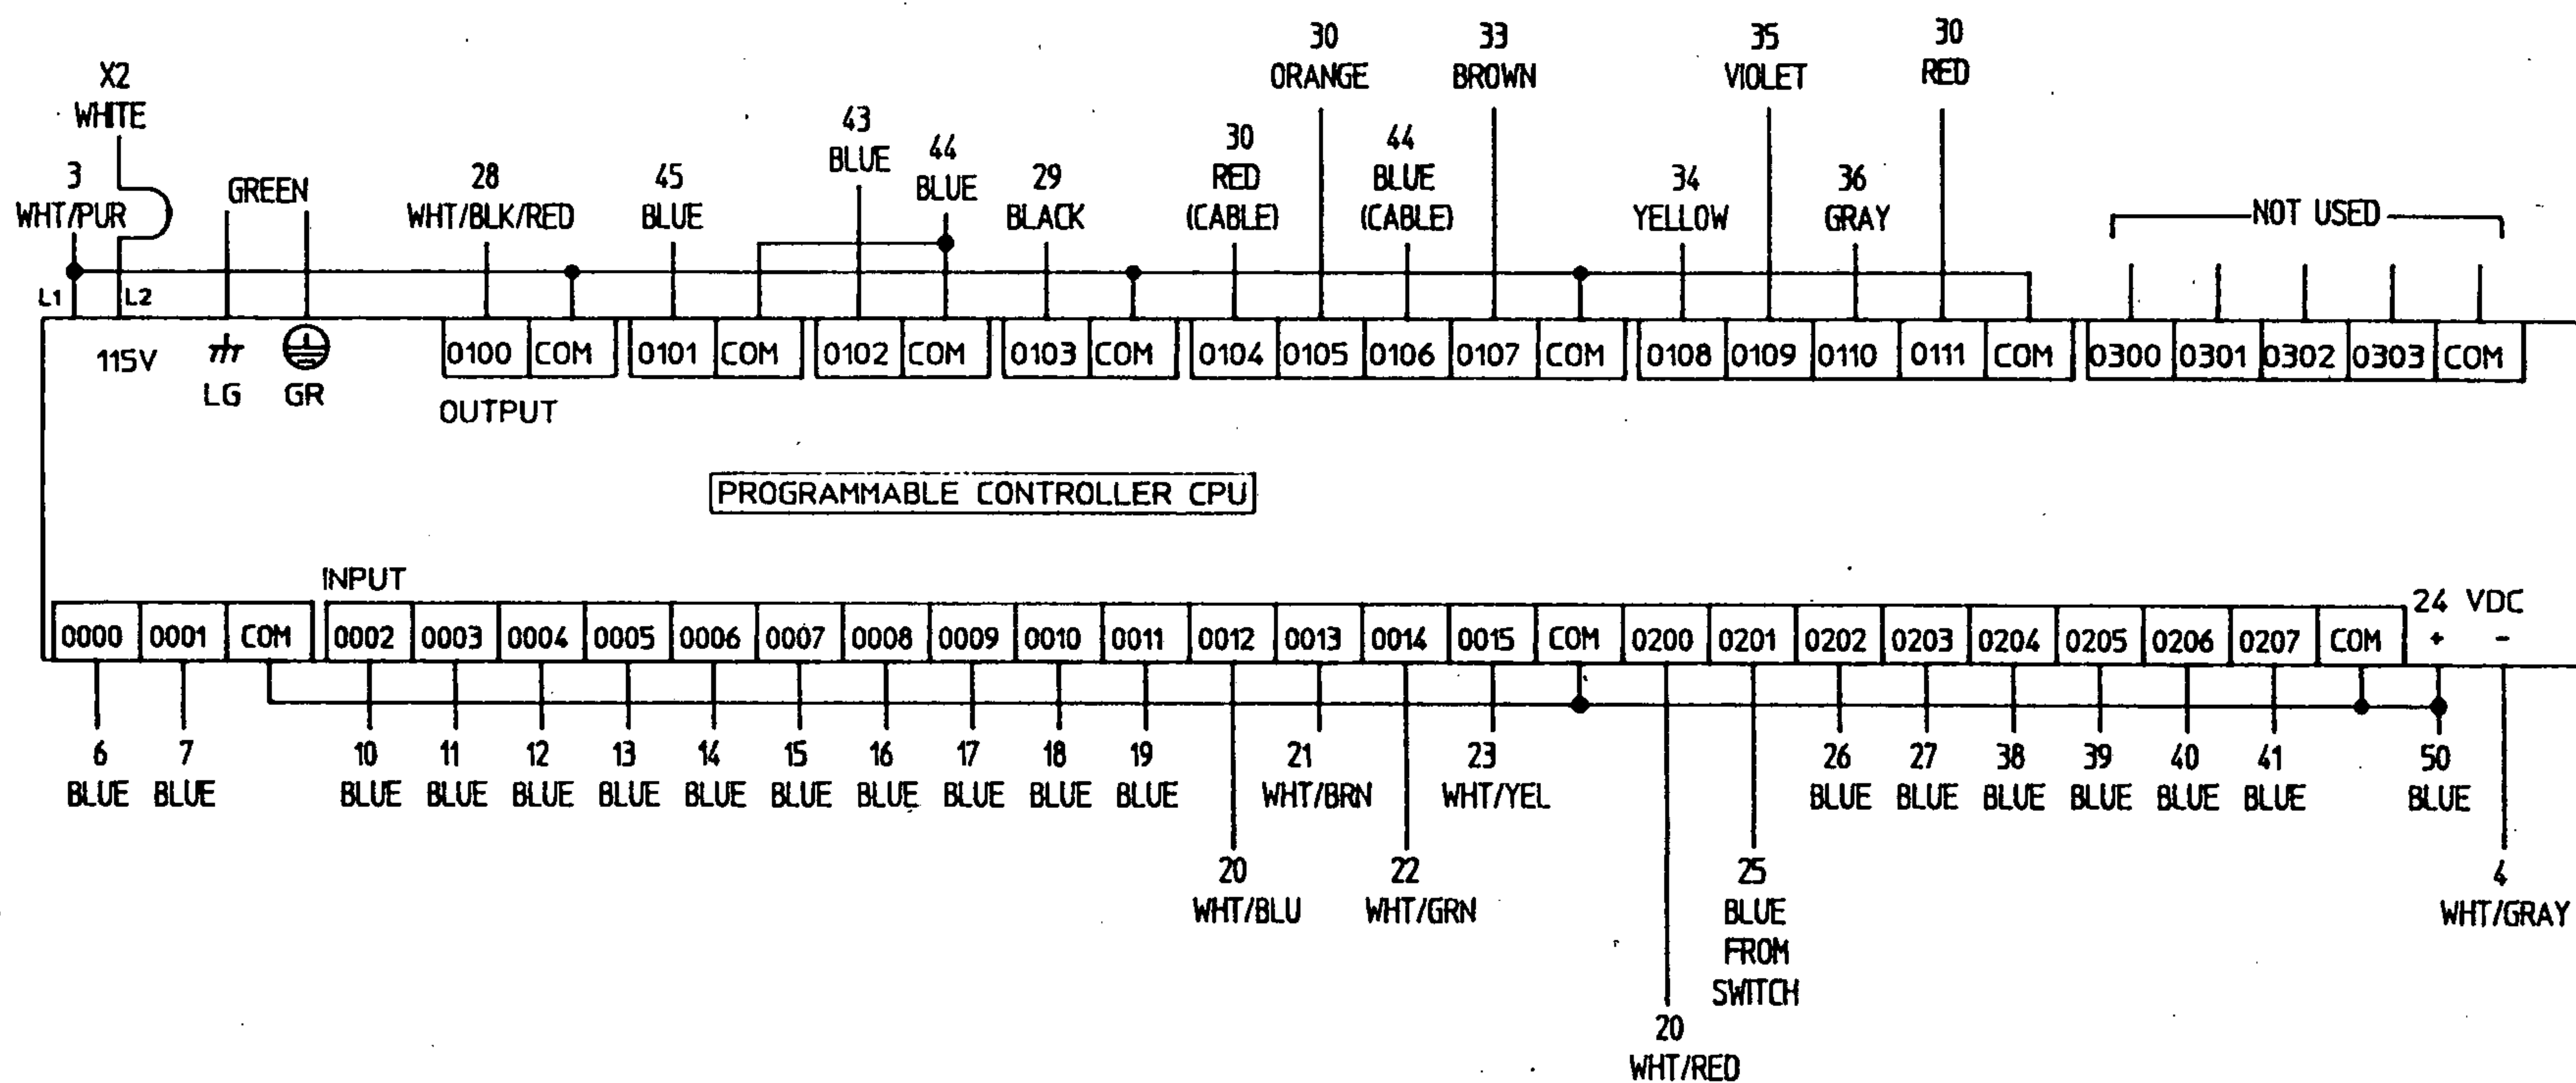 X2
WHITE
3
WHT/PUR
GREEN
28
WHT/BLK/RED
45
BLUE
43
BLUE
44
BLUE
29
BLACK
30
RED
(CABLE)
30
ORANGE
44
BLUE
(CABLE)
33
BROWN
34
YELLOW
35
VIOLET
36
GRAY
30
RED
NOT USED
L1 L2
115V
LG GR
0100 COM 0101 COM 0102 COM 0103 COM 0104 0105 0106 0107 COM 0108 0109 0110 0111 COM 0300 0301 0302 0303 COM
OUTPUT
PROGRAMMABLE CONTROLLER CPU
INPUT
24 VDC
+ -
0000 0001 COM 0002 0003 0004 0005 0006 0007 0008 0009 0010 0011 0012 0013 0014 0015 COM 0200 0201 0202 0203 0204 0205 0206 0207 COM
6
BLUE
7
BLUE
10
BLUE
11
BLUE
12
BLUE
13
BLUE
14
BLUE
15
BLUE
16
BLUE
17
BLUE
18
BLUE
19
BLUE
20
WHT/BLU
21
WHT/BRN
22
WHT/GRN
23
WHT/YEL
20
WHT/RED
25
BLUE
FROM
SWITCH
26
BLUE
27
BLUE
38
BLUE
39
BLUE
40
BLUE
41
BLUE
50
BLUE
4
WHT/GRAY